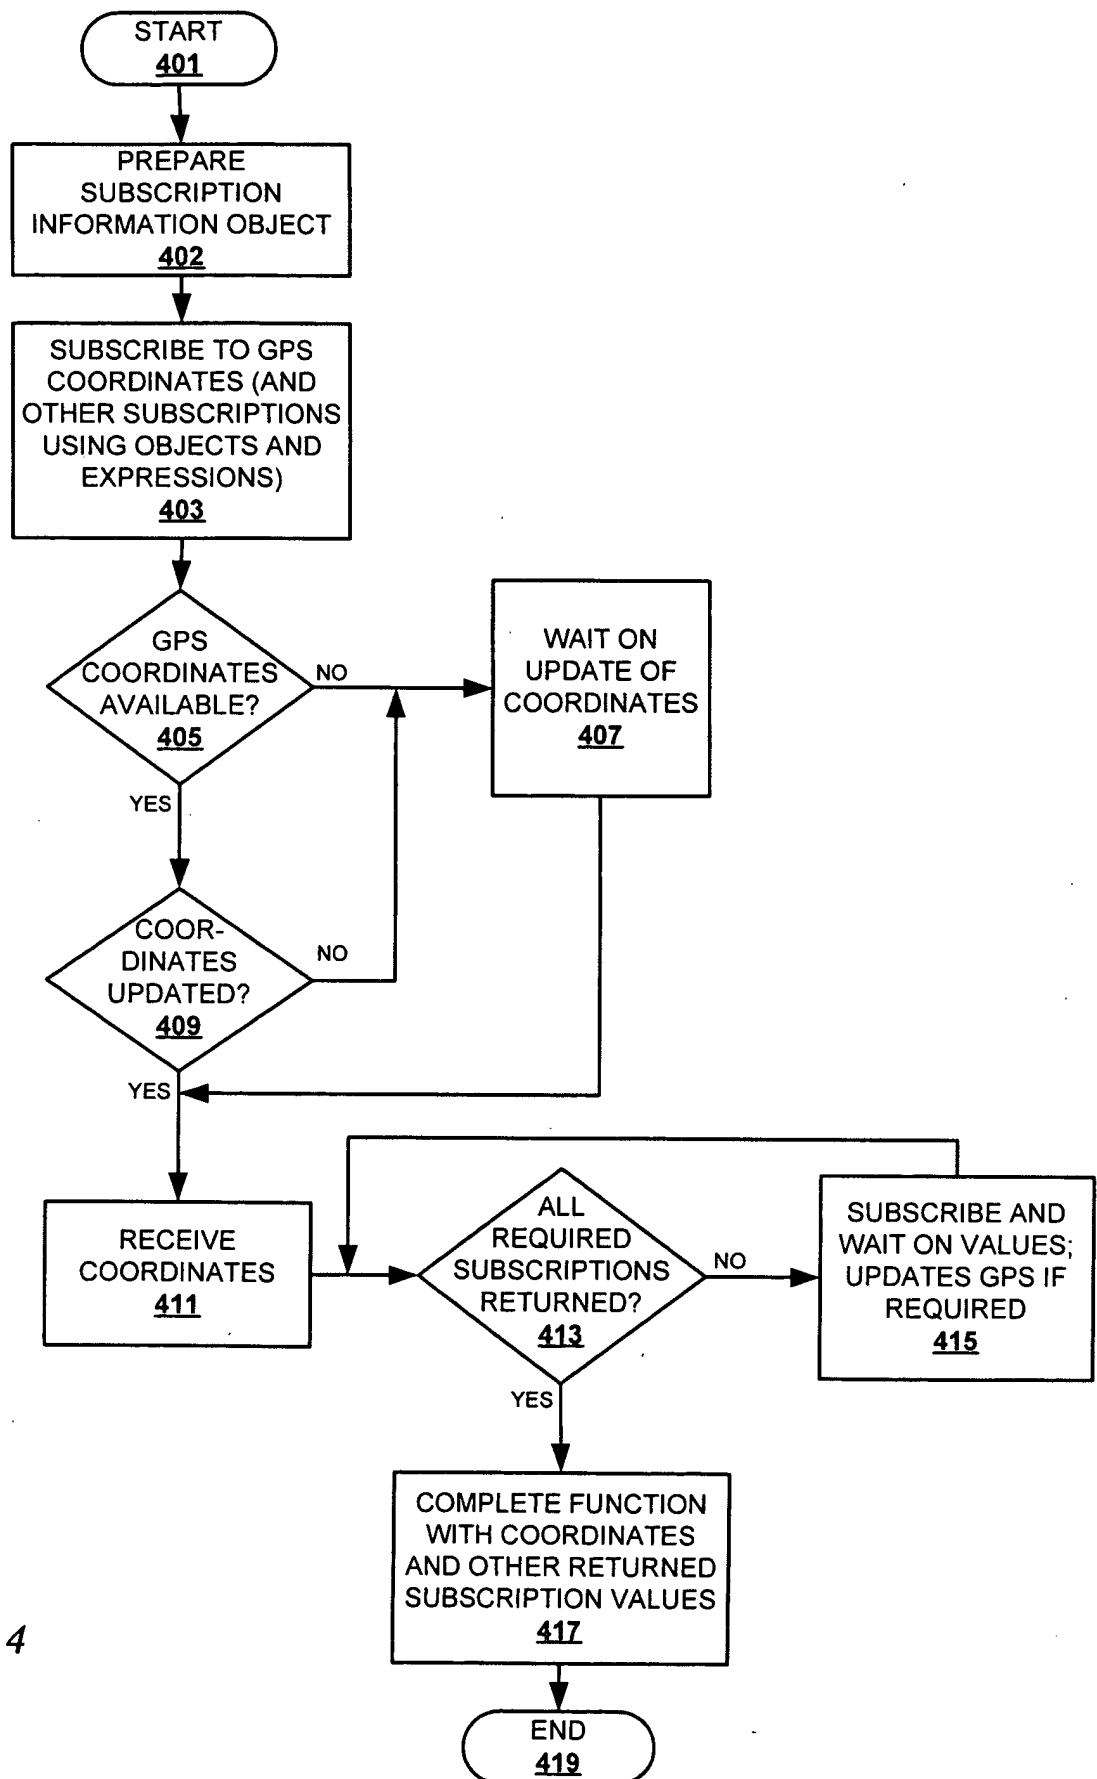 START
401
PREPARE
SUBSCRIPTION
INFORMATION OBJECT
402
SUBSCRIBE TO GPS
COORDINATES (AND
OTHER SUBSCRIPTIONS
USING OBJECTS AND
EXPRESSIONS)
403
GPS
COORDINATES
AVAILABLE?
405
NO
YES
WAIT ON
UPDATE OF
COORDINATES
407
COOR-
DINATES
UPDATED?
409
NO
YES
RECEIVE
COORDINATES
411
ALL
REQUIRED
SUBSCRIPTIONS
RETURNED?
413
NO
YES
SUBSCRIBE AND
WAIT ON VALUES;
UPDATES GPS IF
REQUIRED
415
COMPLETE FUNCTION
WITH COORDINATES
AND OTHER RETURNED
SUBSCRIPTION VALUES
417
END
419
4